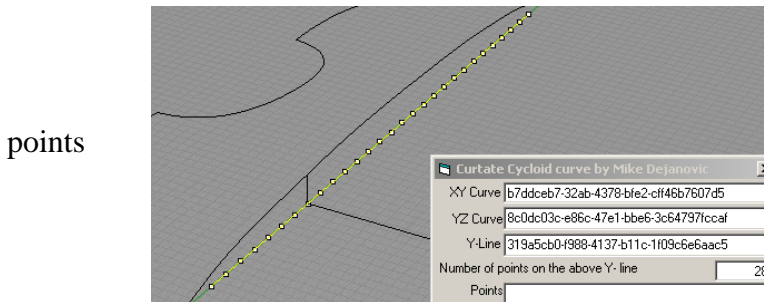 points
Curtate Cycloid curve by Mike Dejanovic
XY Curve b7ddceb7-32ab-4378-bfe2-cff46b7607d5
YZ Curve 8c0dc03c-e86c-47e1-bbe6-3c64797fccaf
Y-Line 319a5cb0-f988-4137-b11c-1f09c6e6aac5
Number of points on the above Y- line 28
Points